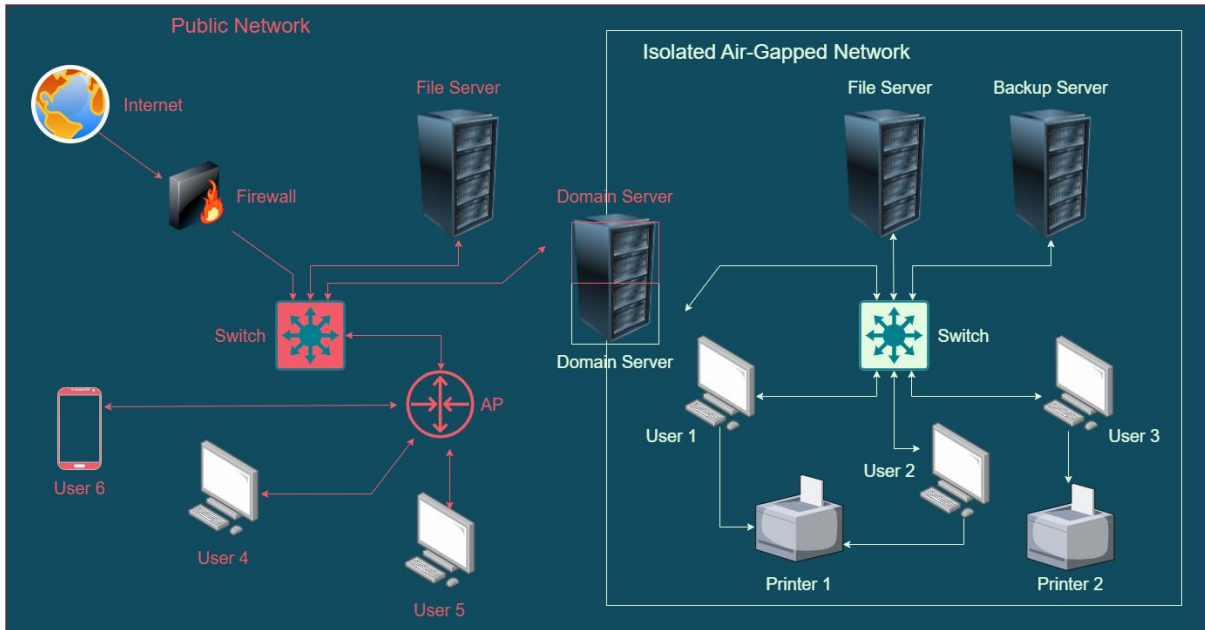 Public Network
Isolated Air-Gapped Network
Internet
File Server
File Server
Backup Server
Firewall
Domain Server
Switch
Domain Server
Switch
AP
User 1
User 2
User 3
User 6
User 4
User 5
Printer 1
Printer 2